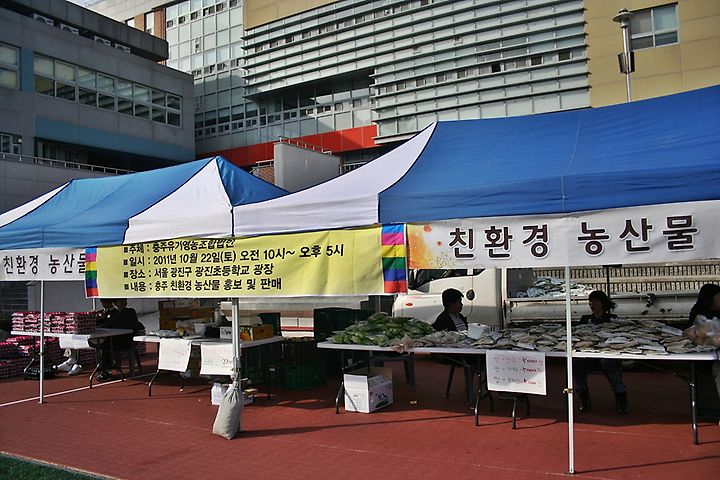 친환경 농산물
■ 주체 : 충주유기영농조합법인
■ 일시 : 2011년 10월 22일(토) 오전 10시~ 오후 5시
■ 장소 : 서울 광진구 광진초등학교 광장
■ 내용 : 충주 친환경 농산물 홍보 및 판매
친환경 농산물